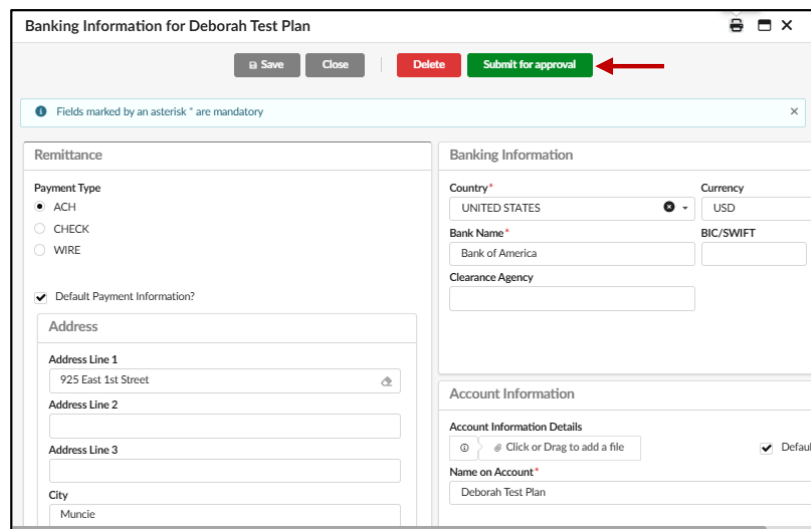 Banking Information for Deborah Test Plan
Save Close Delete Submit for approval
Fields marked by an asterisk * are mandatory
Remittance
Payment Type
ACH
CHECK
WIRE
Default Payment Information?
Address
Address Line 1
925 East 1st Street
Address Line 2
Address Line 3
City
Muncie
Banking Information
Country* Currency
UNITED STATES USD
Bank Name* BIC/SWIFT
Bank of America
Clearance Agency
Account Information
Account Information Details
Click or Drag to add a file Defaul
Name on Account*
Deborah Test Plan